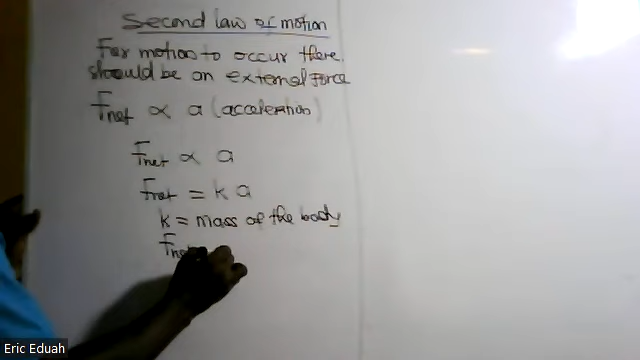 Second law of motion
For motion to occur there
should be an external force
Fnet ∝ a (acceleration)
Fnet ∝ a
Fnet = k a
k = mass of the body
Fnet
Eric Eduah